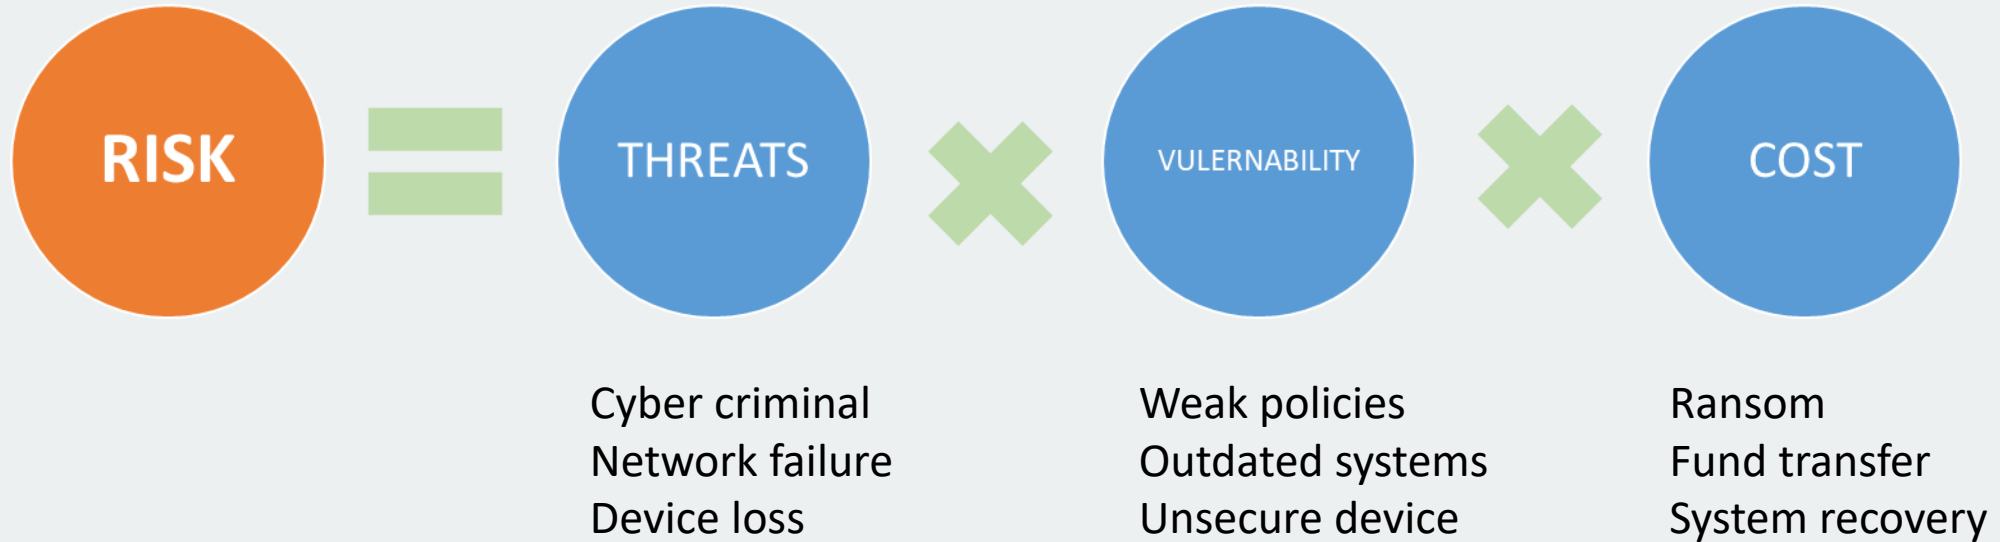 RISK
THREATS
VULERNABILITY
COST
Cyber criminal
Network failure
Device loss
Weak policies
Outdated systems
Unsecure device
Ransom
Fund transfer
System recovery